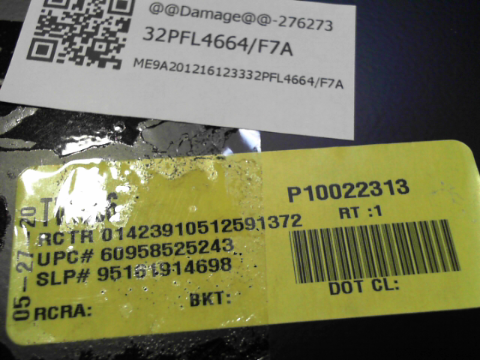 @@Damage@@-276273
32PFL4664/F7A
ME9A201216123332PFL4664/F7A
05-27-20
P10022313
RCTR 01423910512591372
RT :1
UPC# 60958525243
SLP# 95161914698
DOT CL:
RCRA:
BKT: